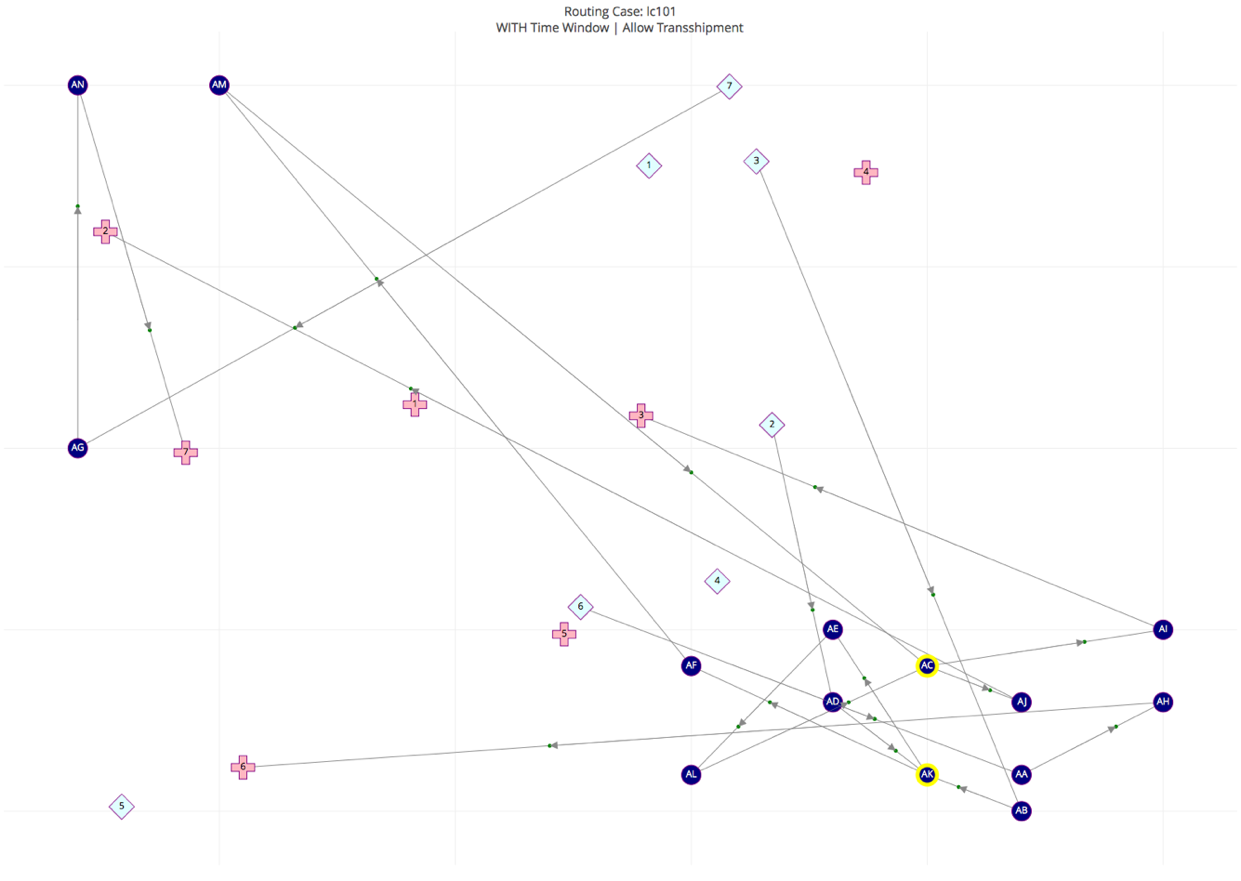 Routing Case: lc101
WITH Time Window | Allow Transshipment
AN
AM
7
1
3
4
2
1
3
2
AG
7
4
6
5
AE
AI
AF
AC
AD
AJ
AH
6
AL
AK
AA
5
AB